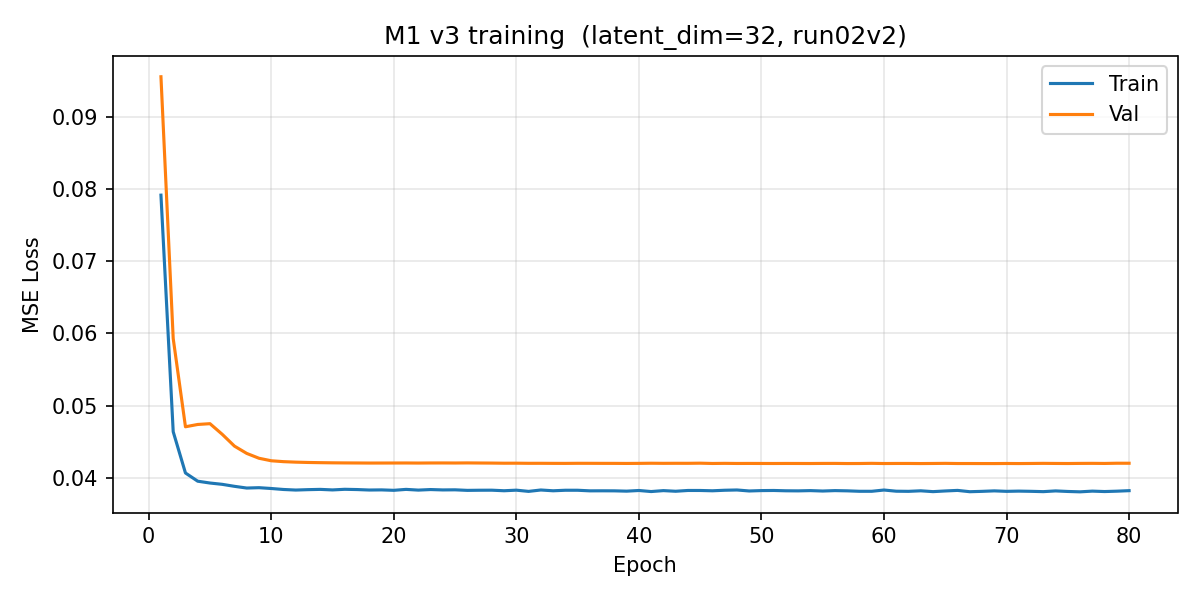 M1 v3 training  (latent_dim=32, run02v2)
Train
Val
MSE Loss
0.09
0.08
0.07
0.06
0.05
0.04
0 10 20 30 40 50 60 70 80
Epoch